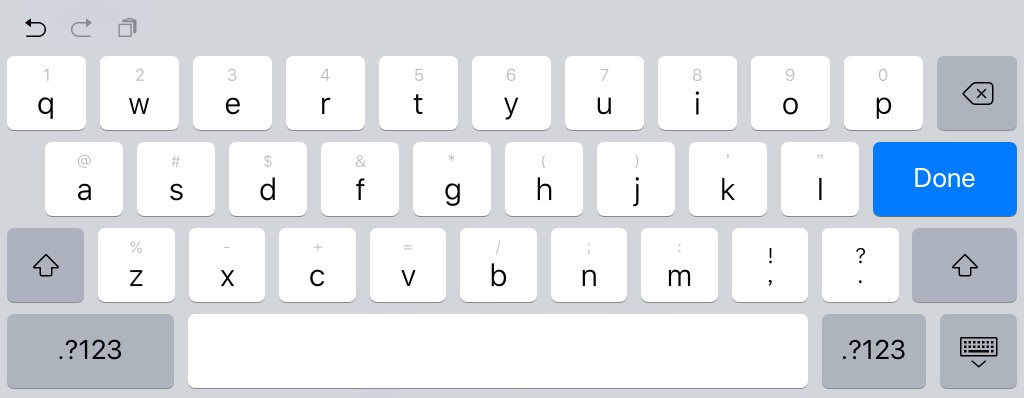 1 2 3 4 5 6 7 8 9 0
q w e r t y u i o p
@ # $ & * ( ) ' "
a s d f g h j k l Done
% - + = / ; : ! ?
z x c v b n m , .
.?123 .?123